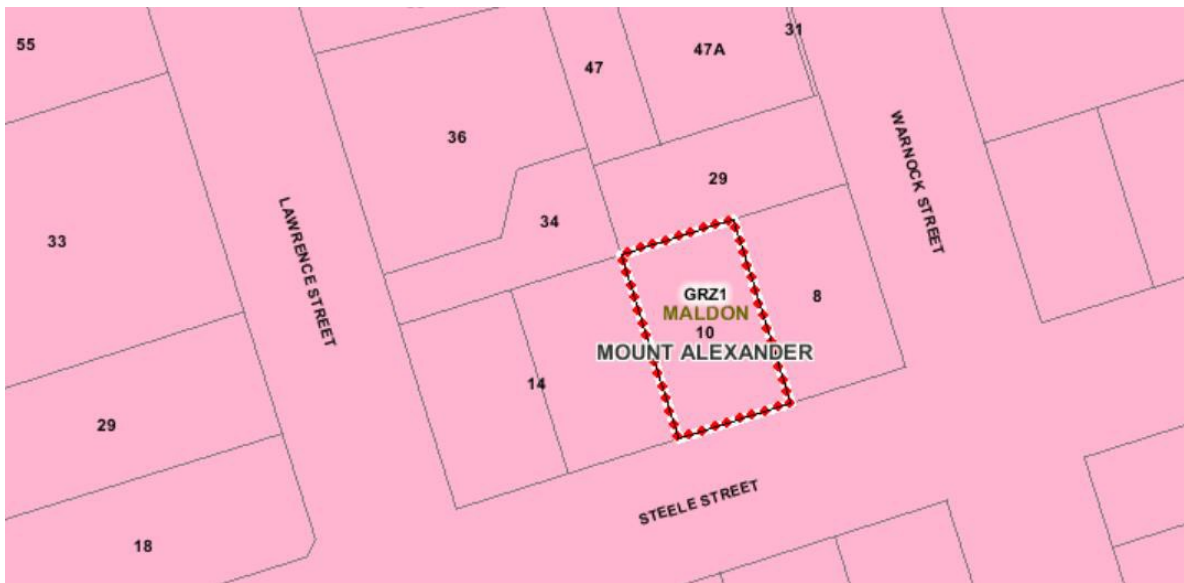 31
55
47A
47
36
WARNOCK STREET
29
34
LAWRENCE STREET
33
GRZ1
8
MALDON
10
MOUNT ALEXANDER
14
29
STEELE STREET
18